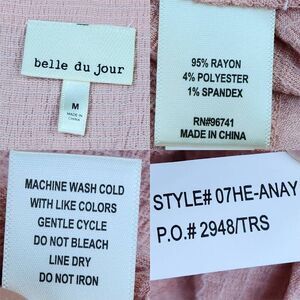 belle du jour
M
MADE IN
CHINA
95% RAYON
4% POLYESTER
1% SPANDEX
RN#96741
MADE IN CHINA
MACHINE WASH COLD
WITH LIKE COLORS
GENTLE CYCLE
DO NOT BLEACH
LINE DRY
DO NOT IRON
STYLE# 07HE-ANAY
P.O.# 2948/TRS